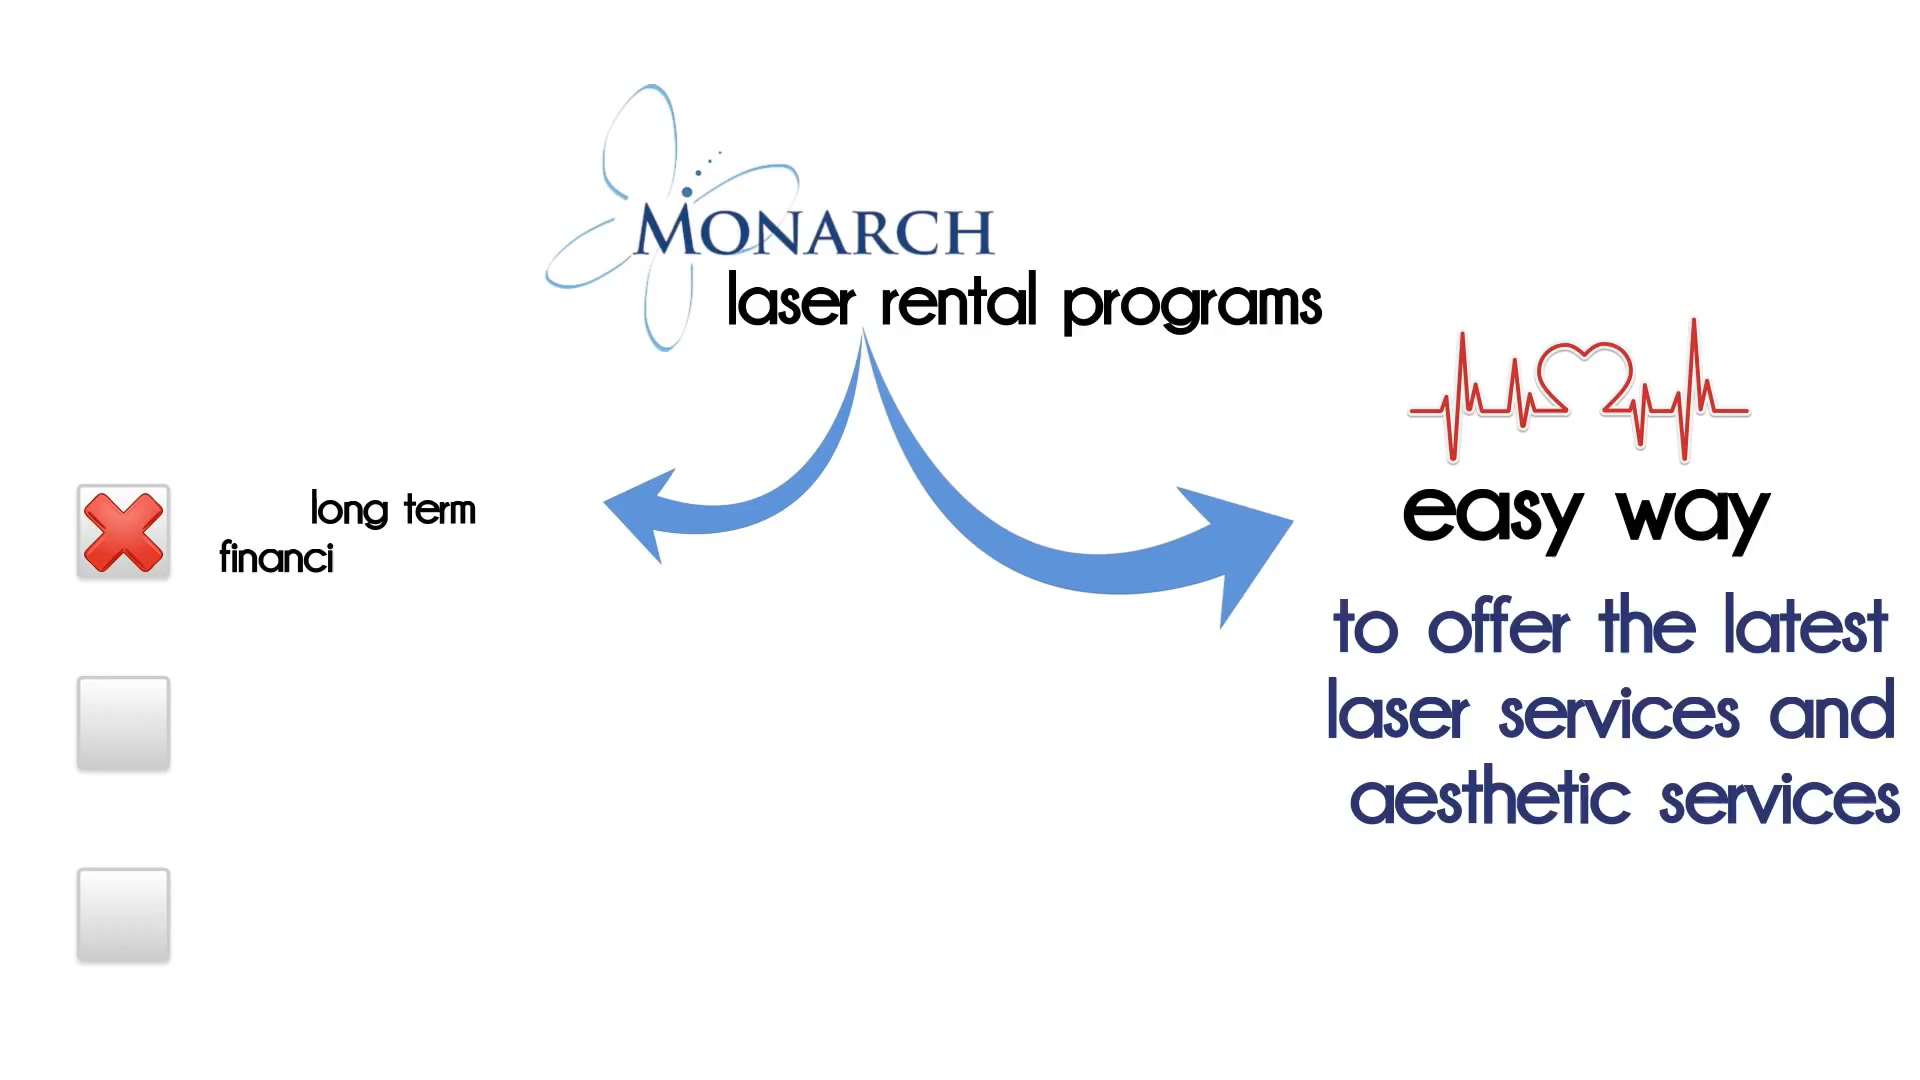 MONARCH
laser rental programs
long term
financi
easy way
to offer the latest
laser services and
aesthetic services